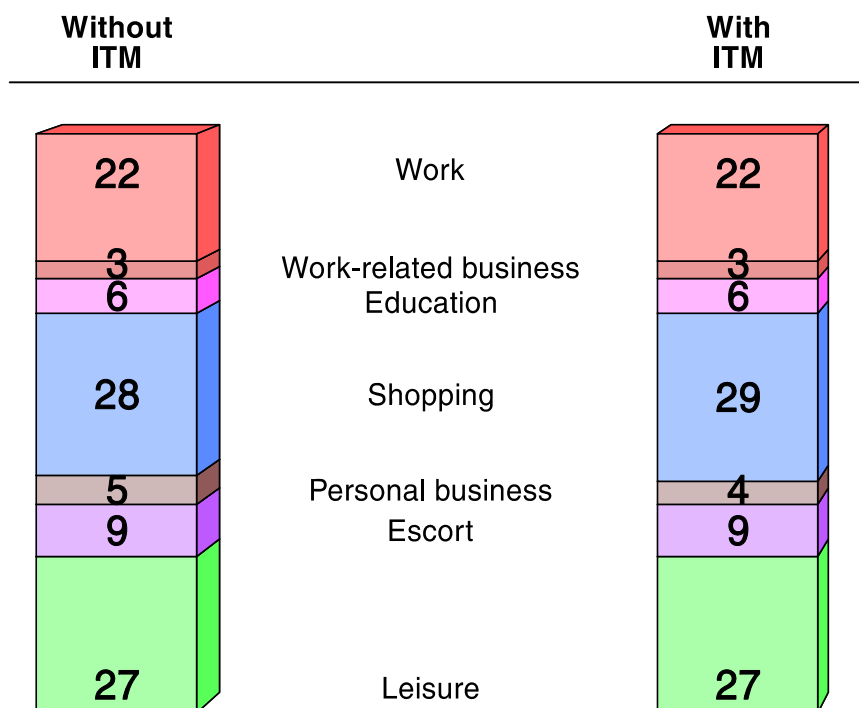 Without ITM
With ITM
22 Work 22
3 Work-related business 3
6 Education 6
28 Shopping 29
5 Personal business 4
9 Escort 9
27 Leisure 27